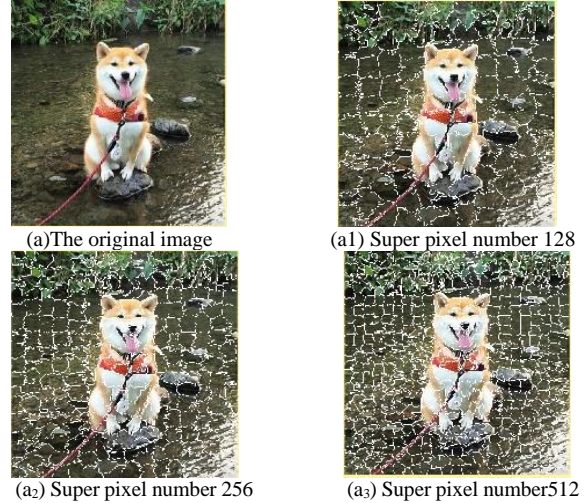 (a)The original image
(a1) Super pixel number 128
(a₂) Super pixel number 256
(a₃) Super pixel number512